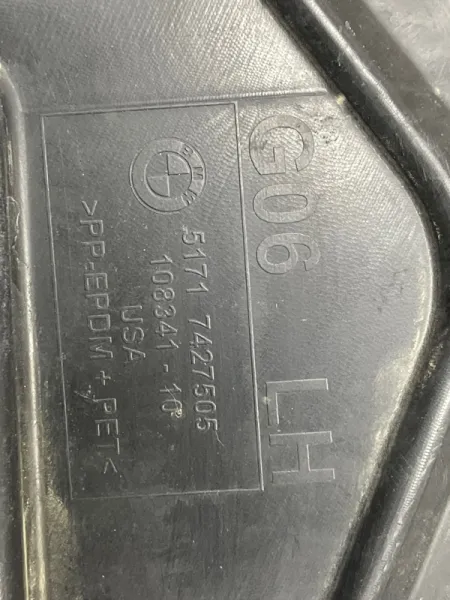 G06 LH
BMW
5171 7427505
108341-10
USA
>PP-EPDM + PET<